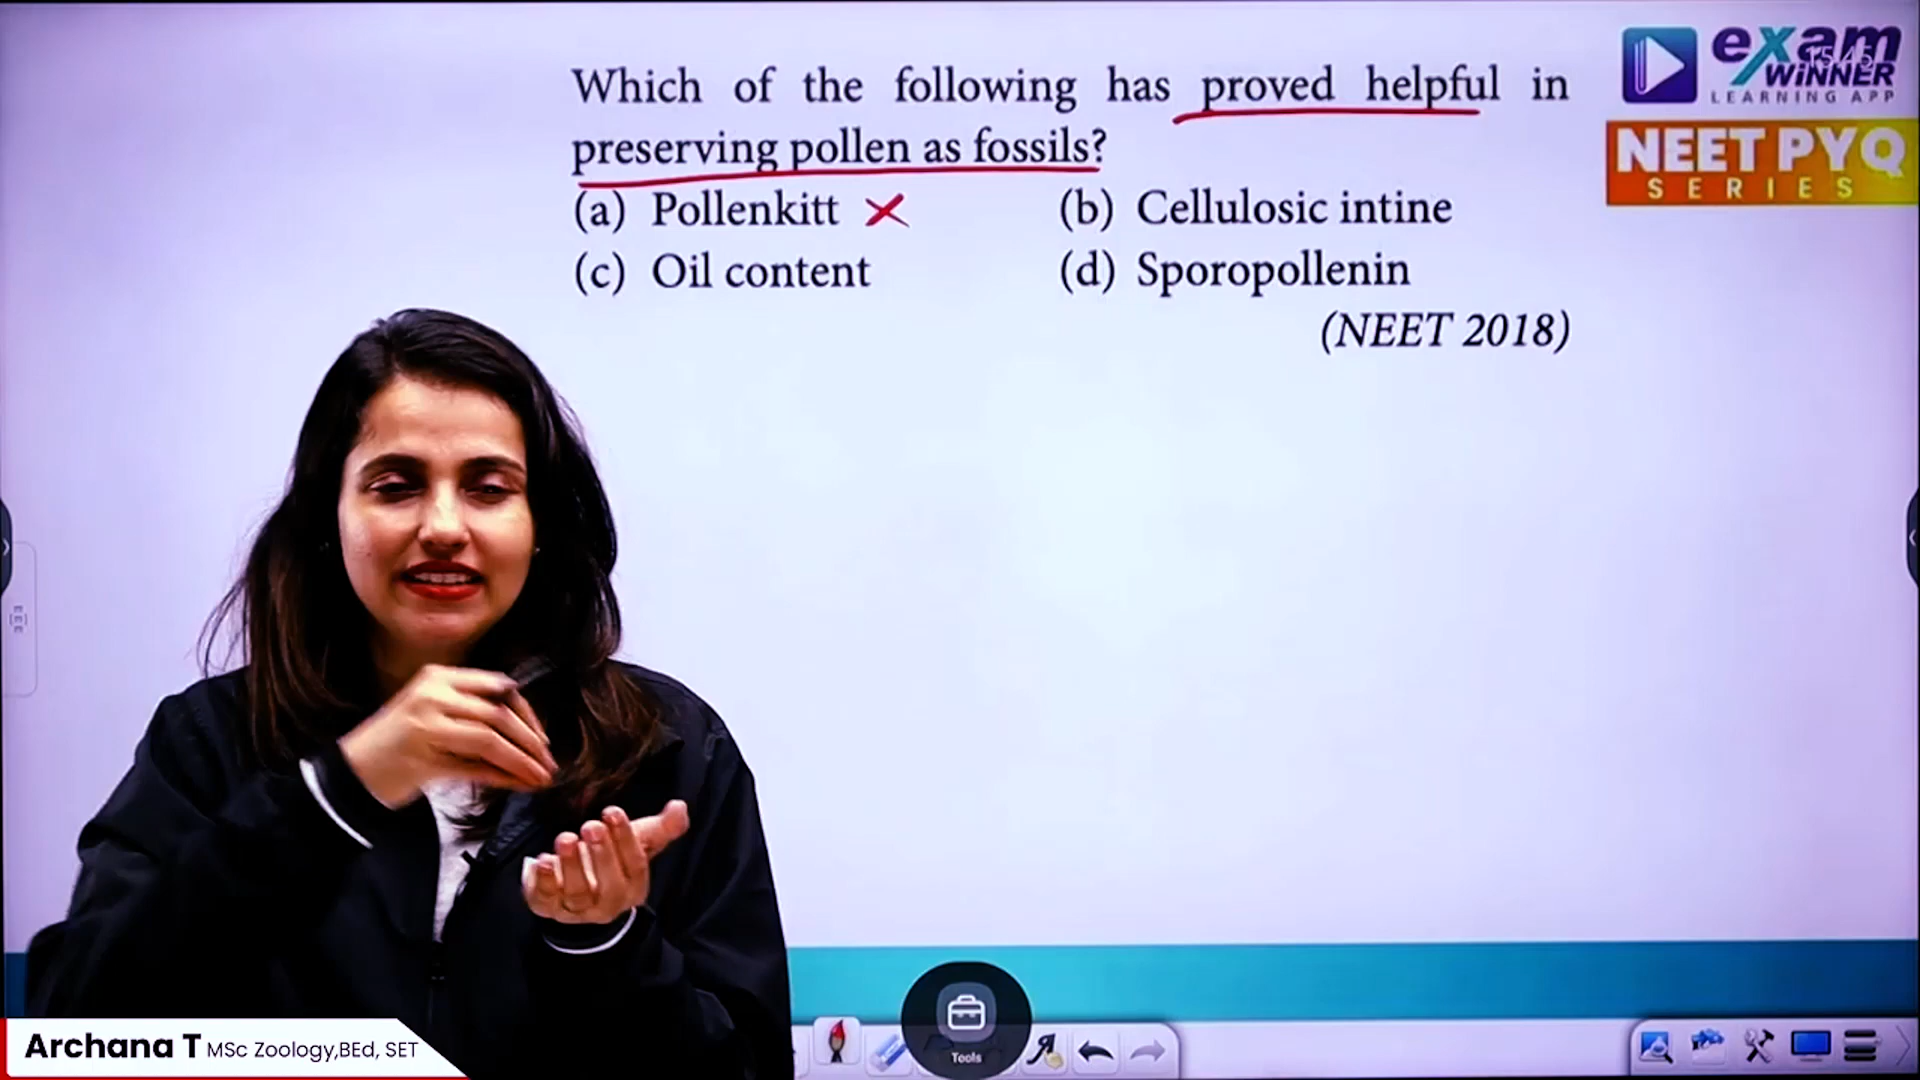 Which of the following has proved helpful in
preserving pollen as fossils?
(a) Pollenkitt
(b) Cellulosic intine
(c) Oil content
(d) Sporopollenin
(NEET 2018)
exam
WiNNER
LEARNING APP
NEET PYQ
SERIES
Archana T MSc Zoology,BEd, SET
Tools